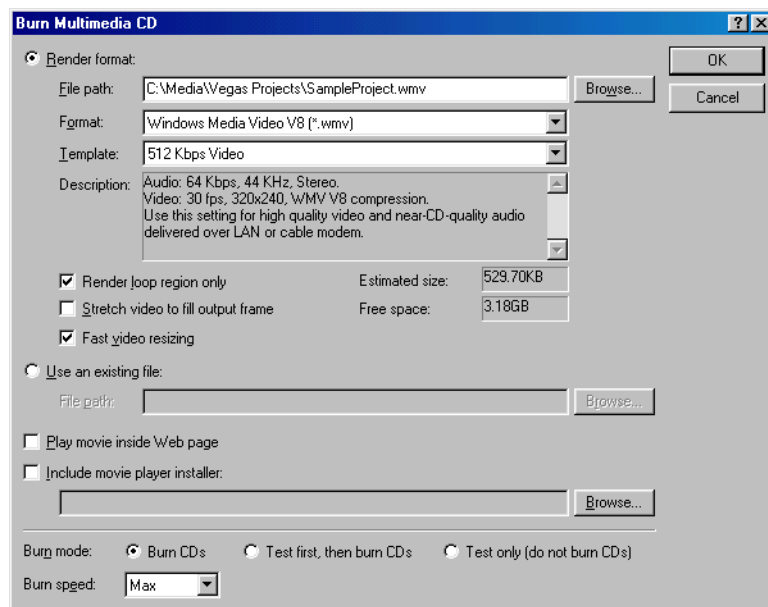 Burn Multimedia CD
Render format:
OK
File path: C:\Media\Vegas Projects\SampleProject.wmv Browse...
Cancel
Format: Windows Media Video V8 (*.wmv)
Template: 512 Kbps Video
Description: Audio: 64 Kbps, 44 KHz, Stereo.
Video: 30 fps, 320x240, WMV V8 compression.
Use this setting for high quality video and near-CD-quality audio
delivered over LAN or cable modem.
Render loop region only Estimated size: 529.70KB
Stretch video to fill output frame Free space: 3.18GB
Fast video resizing
Use an existing file:
File path: Browse...
Play movie inside Web page
Include movie player installer:
Browse...
Burn mode: Burn CDs Test first, then burn CDs Test only (do not burn CDs)
Burn speed: Max